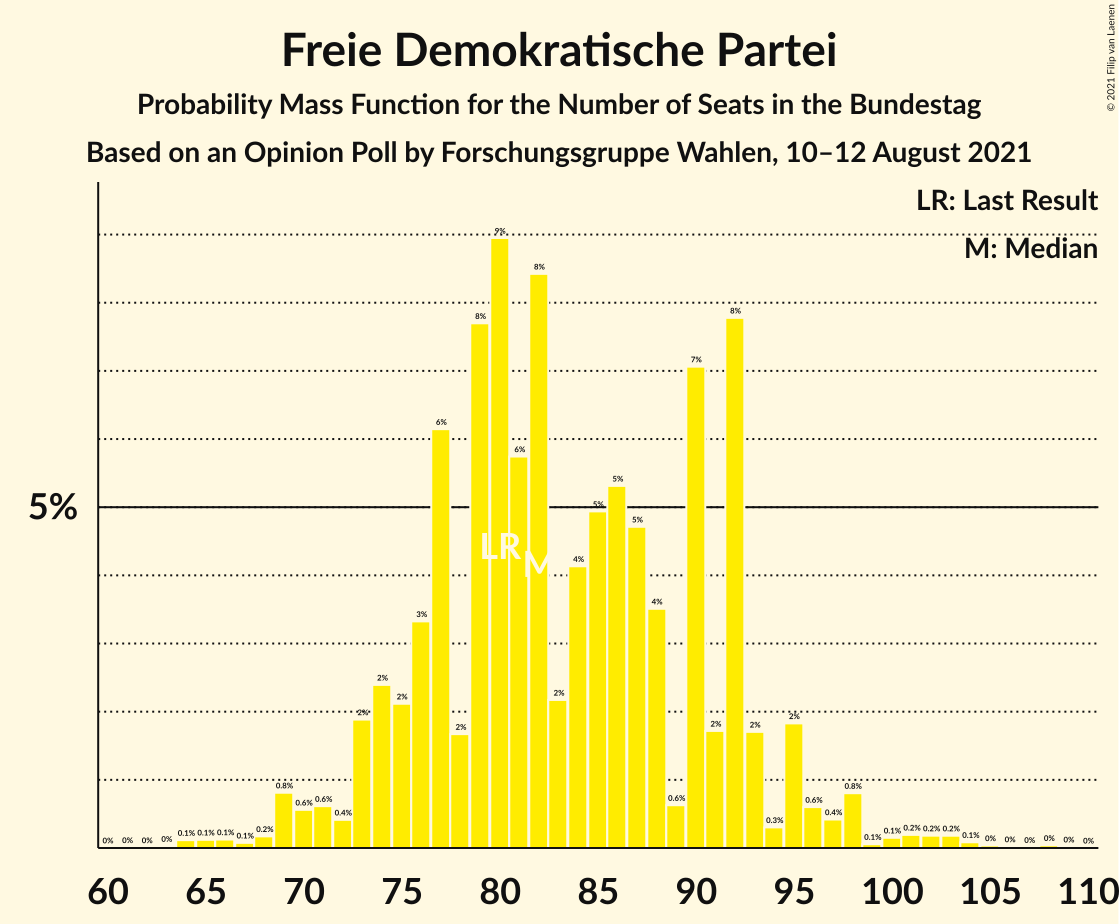 © 2021 Filip van Laenen
Freie Demokratische Partei
Probability Mass Function for the Number of Seats in the Bundestag
Based on an Opinion Poll by Forschungsgruppe Wahlen, 10–12 August 2021
LR: Last Result
M: Median
5%
LR
M
0% 0% 0% 0% 0.1% 0.1% 0.1% 0.1% 0.2% 0.8% 0.6% 0.6% 0.4% 2% 2% 2% 3% 6% 2% 8% 9% 6% 8% 2% 4% 5% 5% 5% 4% 0.6% 7% 2% 8% 2% 0.3% 2% 0.6% 0.4% 0.8% 0.1% 0.1% 0.2% 0.2% 0.2% 0.1% 0% 0% 0% 0% 0% 0%
60 65 70 75 80 85 90 95 100 105 110